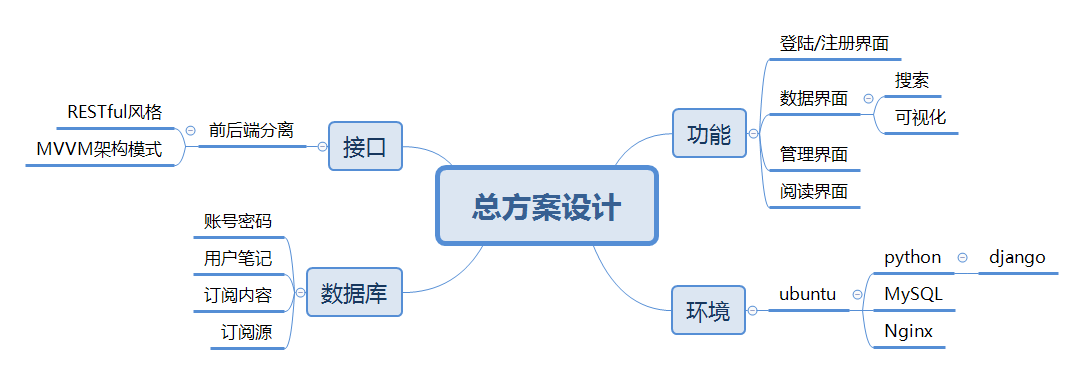 总方案设计
功能
登陆/注册界面
数据界面
搜索
可视化
管理界面
阅读界面
环境
ubuntu
python
django
MySQL
Nginx
接口
前后端分离
RESTful风格
MVVM架构模式
数据库
账号密码
用户笔记
订阅内容
订阅源